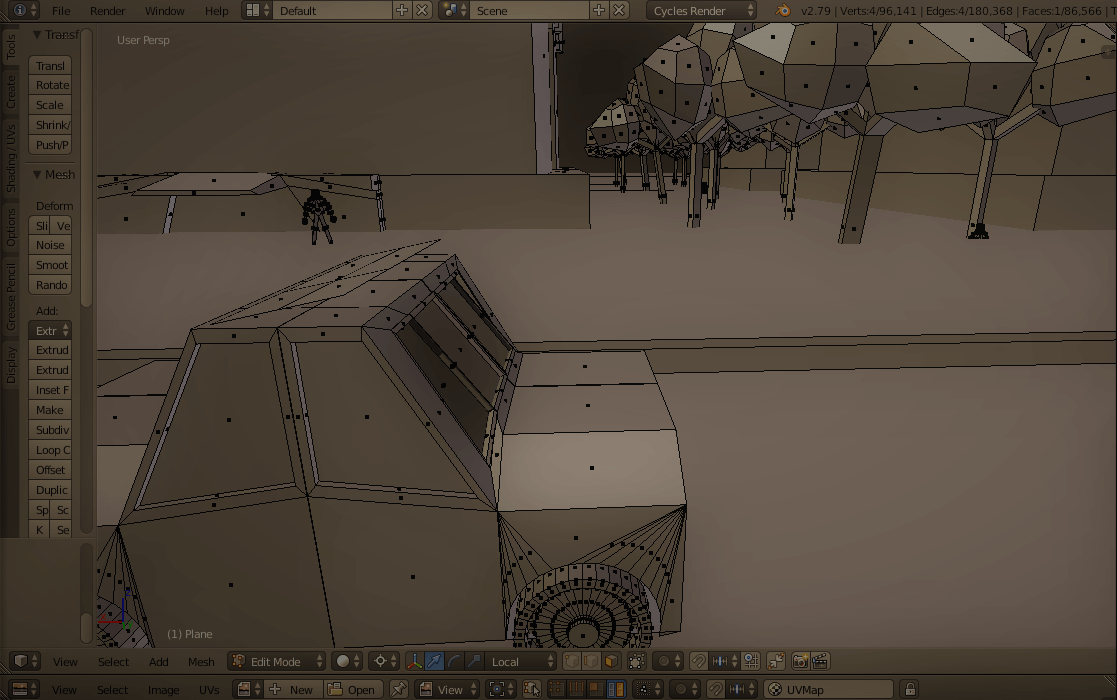 File Render Window Help Default Scene Cycles Render v2.79 | Verts:4/96,141 | Edges:4/180,368 | Faces:1/86,566 | T
User Persp
Tools
Create
Shading / UVs
Options
Grease Pencil
Display
Transf
Transl
Rotate
Scale
Shrink/
Push/P
Mesh
Deform
Sli Ve
Noise
Smoot
Rando
Add:
Extr
Extrud
Extrud
Inset F
Make
Subdiv
Loop C
Offset
Duplic
Sp Sc
K Se
(1) Plane
View Select Add Mesh Edit Mode Local
View Select Image UVs New Open View UVMap